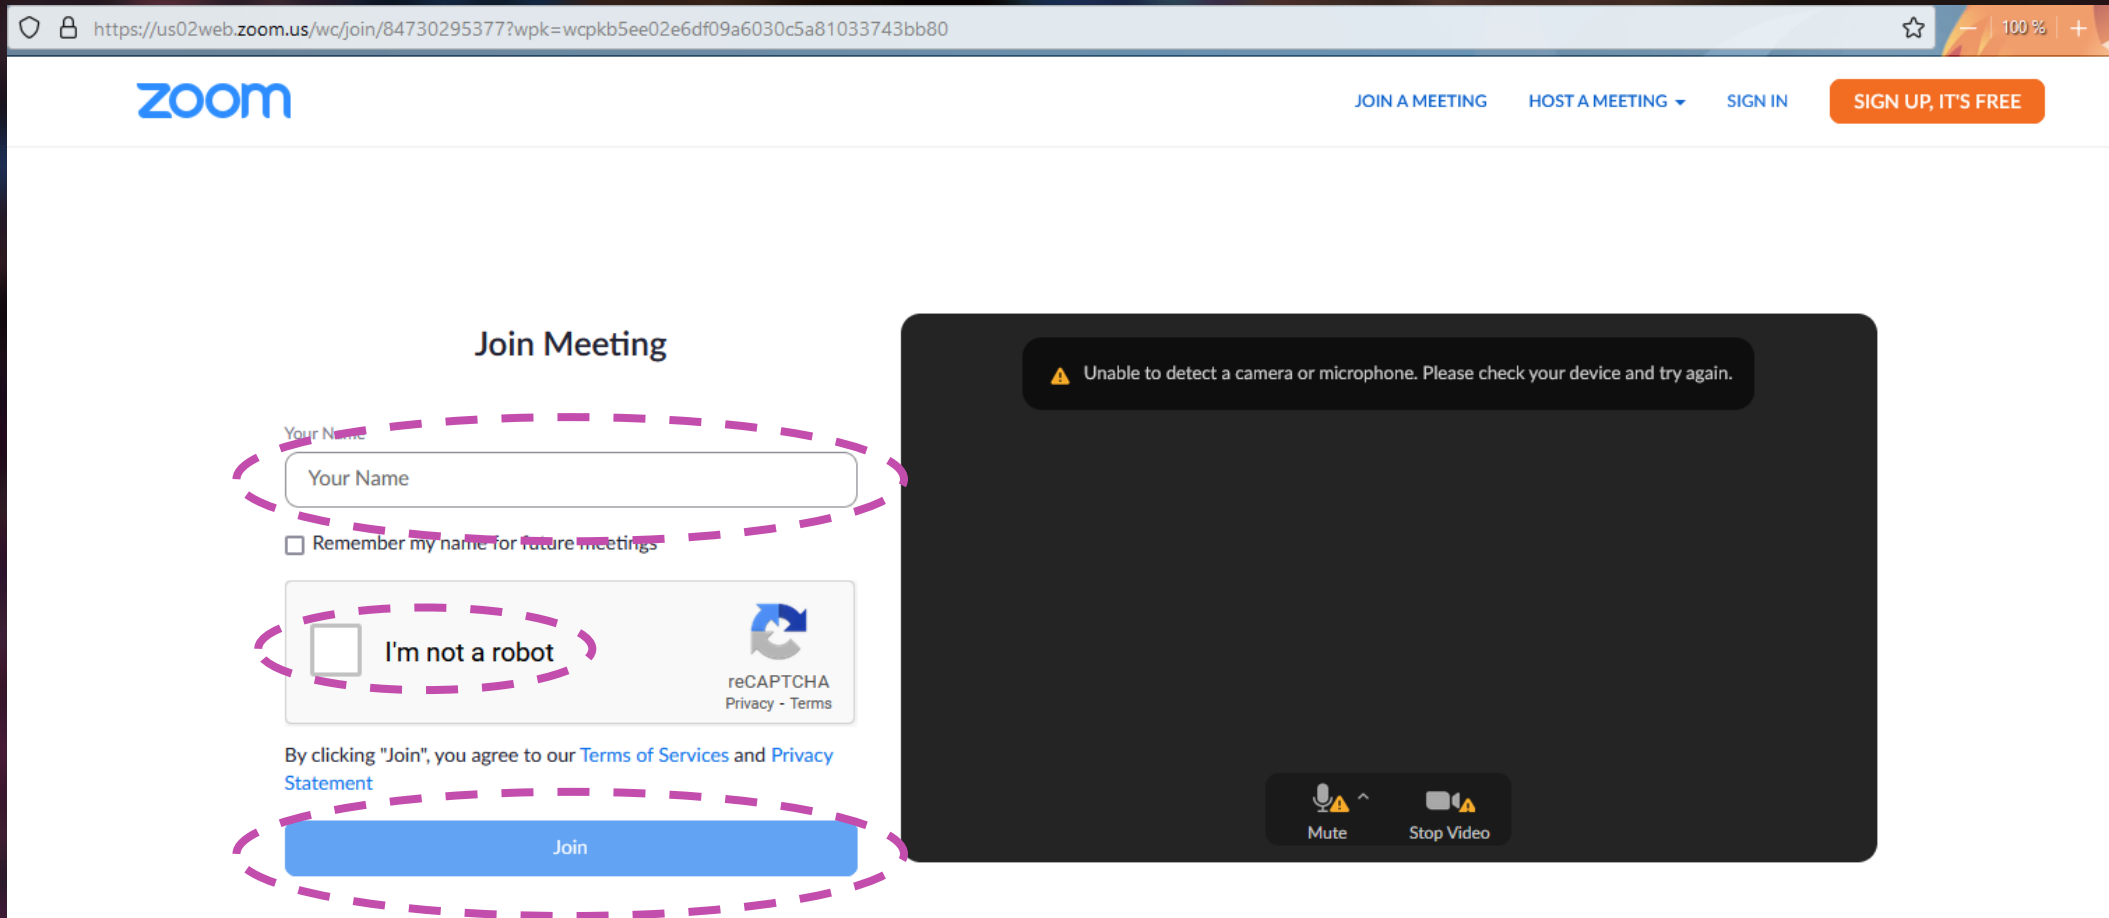 https://us02web.zoom.us/wc/join/84730295377?wpk=wcpkb5ee02e6df09a6030c5a81033743bb80
100 %
zoom
JOIN A MEETING
HOST A MEETING
SIGN IN
SIGN UP, IT'S FREE
Join Meeting
Your Name
Your Name
Remember my name for future meetings
I'm not a robot
reCAPTCHA
Privacy - Terms
By clicking "Join", you agree to our Terms of Services and Privacy
Statement
Join
Unable to detect a camera or microphone. Please check your device and try again.
Mute
Stop Video